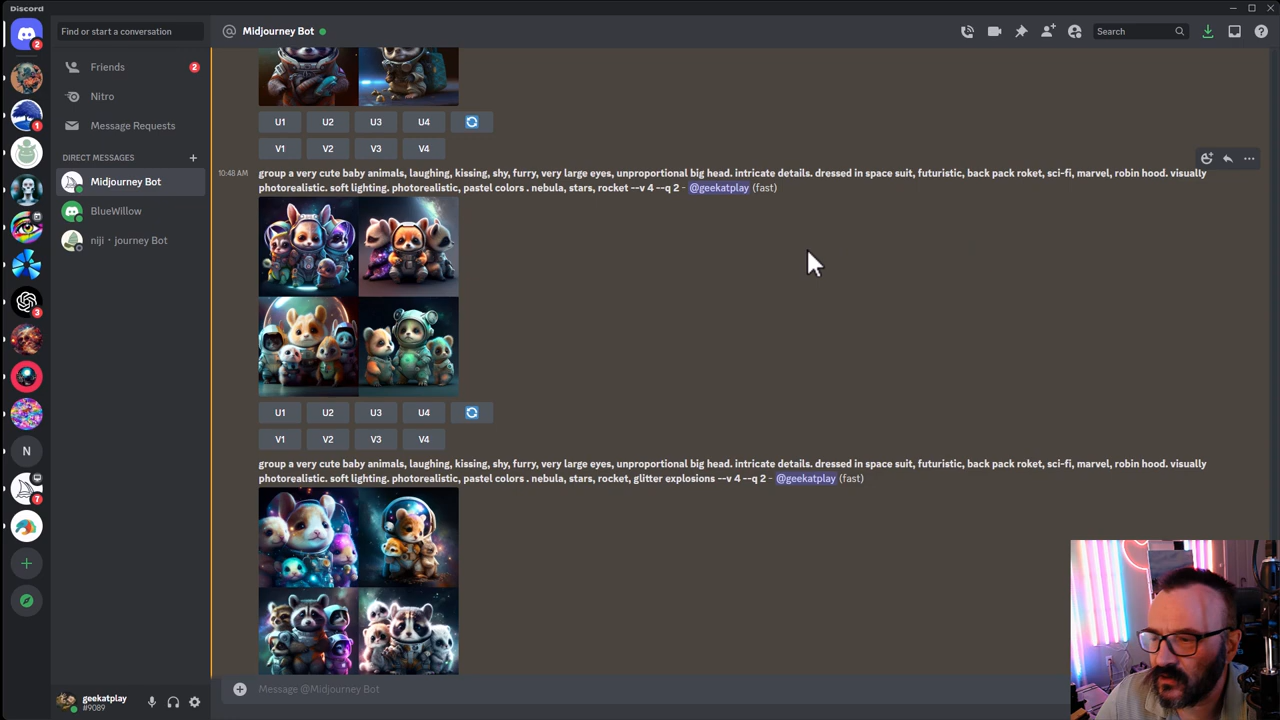 Discord
Find or start a conversation
Midjourney Bot
Search
2
Friends
2
Nitro
Message Requests
DIRECT MESSAGES
Midjourney Bot
BlueWillow
niji・journey Bot
1
3
N
7
U1 U2 U3 U4
V1 V2 V3 V4
10:48 AM
group a very cute baby animals, laughing, kissing, shy, furry, very large eyes, unproportional big head. intricate details. dressed in space suit, futuristic, back pack roket, sci-fi, marvel, robin hood. visually
photorealistic. soft lighting. photorealistic, pastel colors . nebula, stars, rocket --v 4 --q 2 - @geekatplay (fast)
U1 U2 U3 U4
V1 V2 V3 V4
group a very cute baby animals, laughing, kissing, shy, furry, very large eyes, unproportional big head. intricate details. dressed in space suit, futuristic, back pack roket, sci-fi, marvel, robin hood. visually
photorealistic. soft lighting. photorealistic, pastel colors . nebula, stars, rocket, glitter explosions --v 4 --q 2 - @geekatplay (fast)
Message @Midjourney Bot
geekatplay
#9089